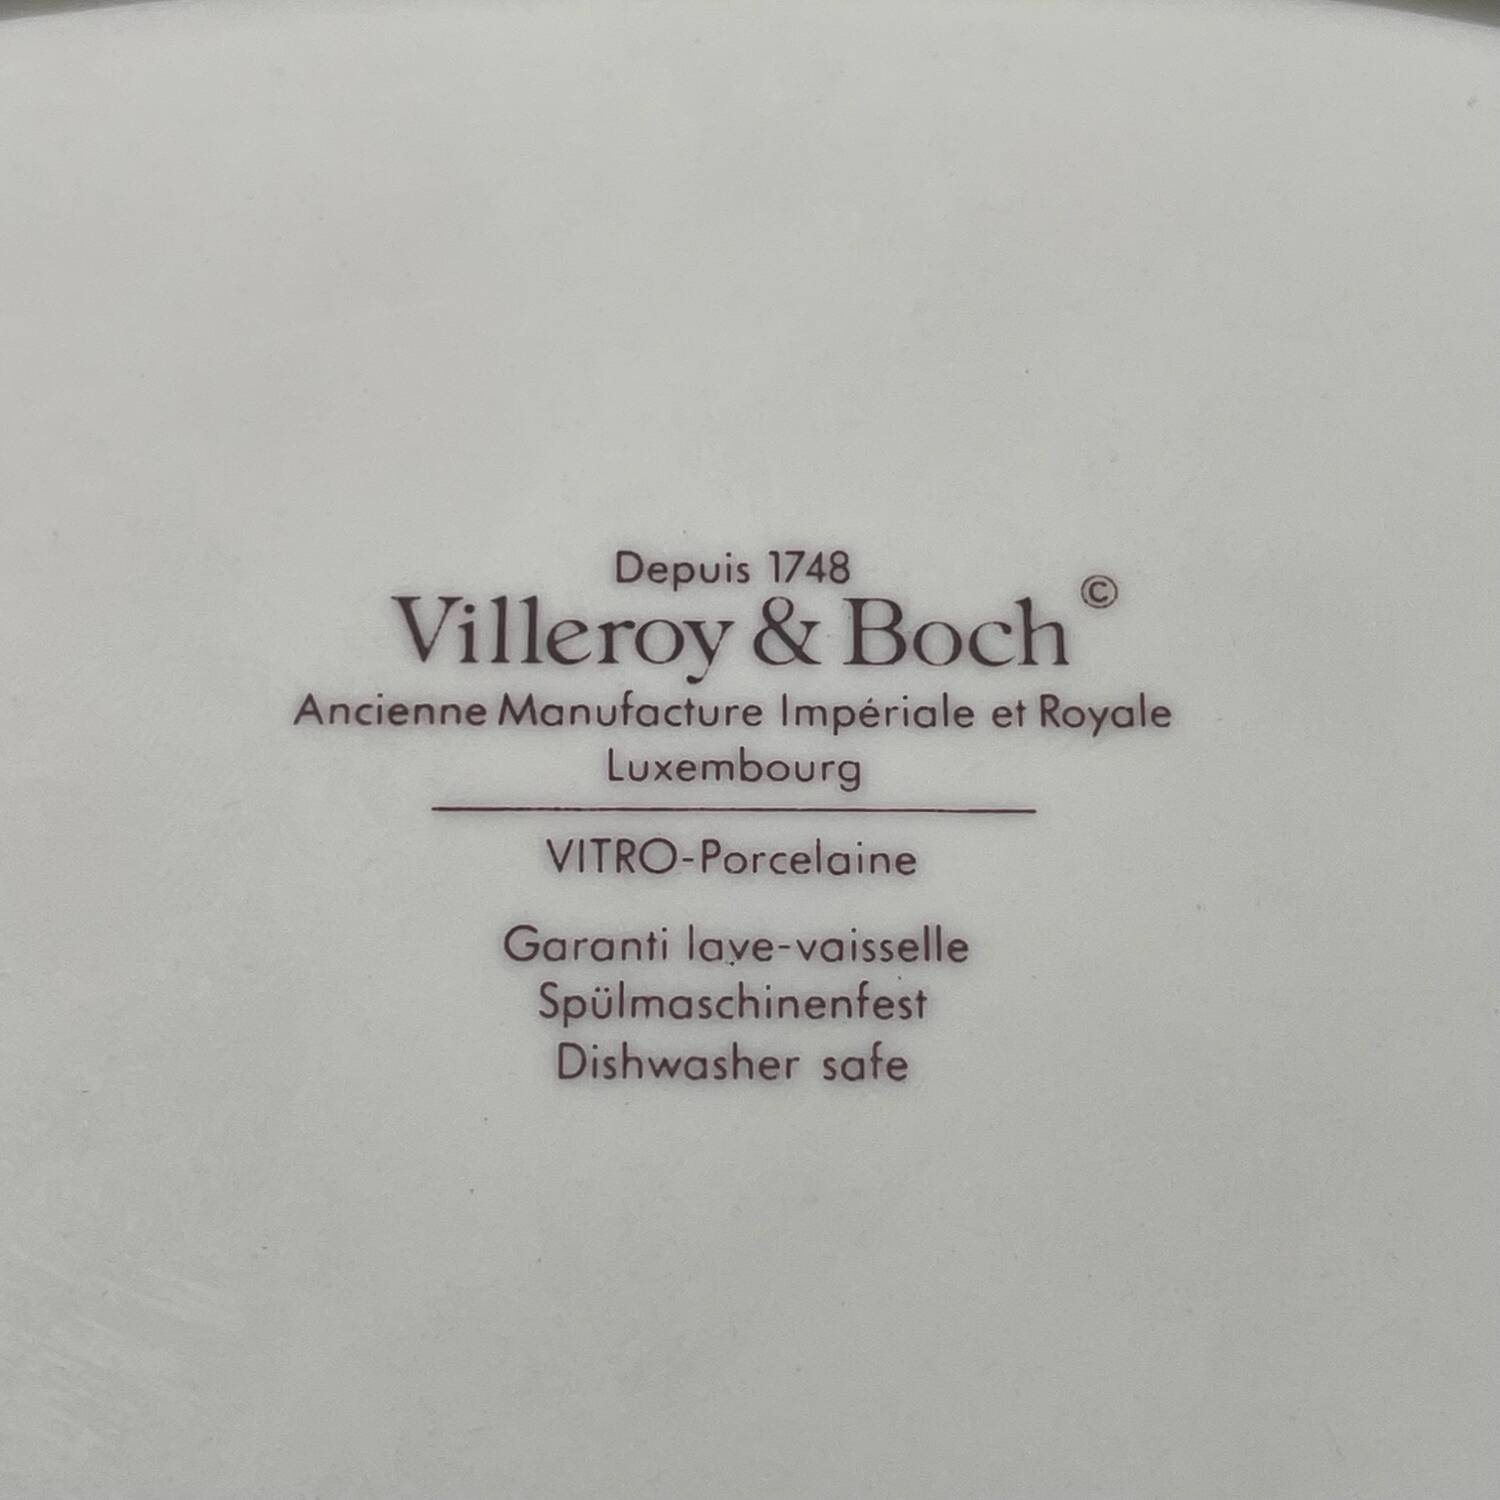 Depuis 1748
Villeroy & Boch ©
Ancienne Manufacture Impériale et Royale
Luxembourg
VITRO-Porcelaine
Garanti lave-vaisselle
Spülmaschinenfest
Dishwasher safe